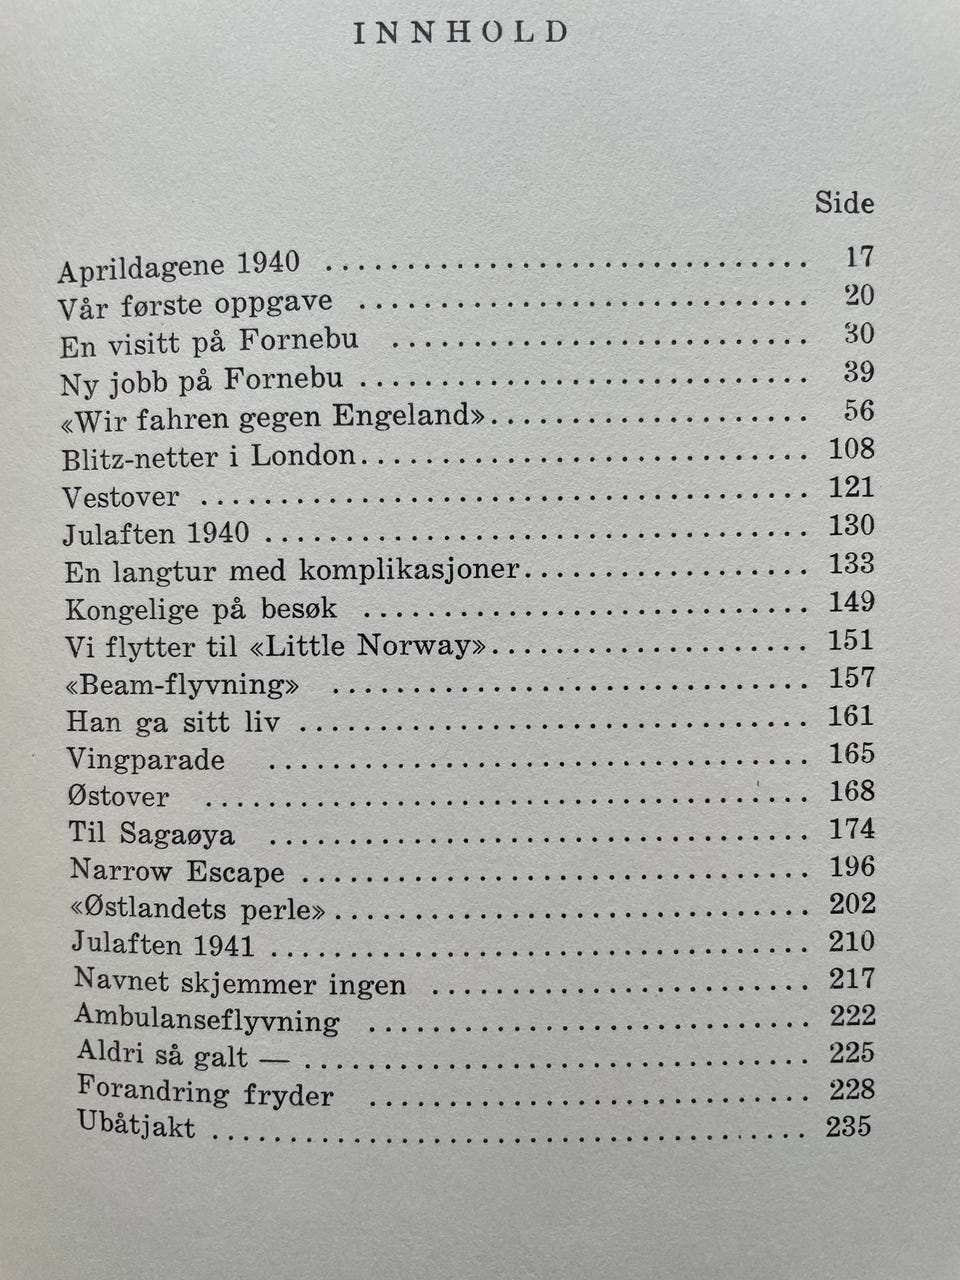 INNHOLD
Side
Aprildagene 1940 .............................. 17
Vår første oppgave ............................ 20
En visitt på Fornebu .......................... 30
Ny jobb på Fornebu ............................ 39
«Wir fahren gegen Engeland».................... 56
Blitz-netter i London............................ 108
Vestover ...................................... 121
Julaften 1940 .................................. 130
En langtur med komplikasjoner.................. 133
Kongelige på besøk ............................ 149
Vi flytter til «Little Norway».................... 151
«Beam-flyvning» .............................. 157
Han ga sitt liv ................................ 161
Vingparade .................................. 165
Østover ...................................... 168
Til Sagaøya .................................. 174
Narrow Escape ................................ 196
«Østlandets perle».............................. 202
Julaften 1941 .................................. 210
Navnet skjemmer ingen ........................ 217
Ambulanseflyvning ............................ 222
Aldri så galt — ................................ 225
Forandring fryder ............................ 228
Ubåtjakt ...................................... 235